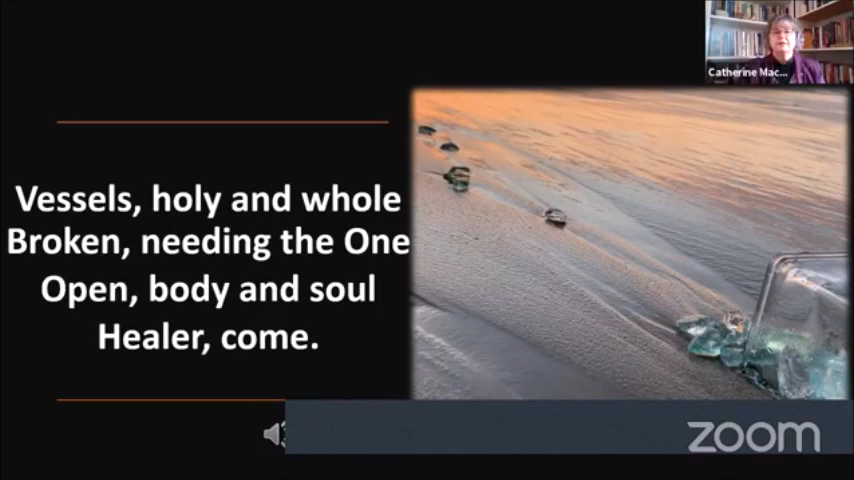 Catherine Mac...
Vessels, holy and whole
Broken, needing the One
Open, body and soul
Healer, come.
zoom